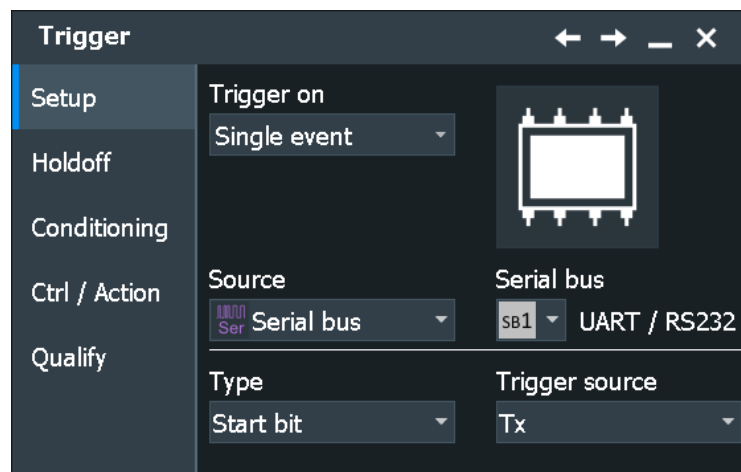 Trigger
Setup
Holdoff
Conditioning
Ctrl / Action
Qualify
Trigger on
Single event
Source
Serial bus
Ser Serial bus
SB1 UART / RS232
Type
Trigger source
Start bit
Tx